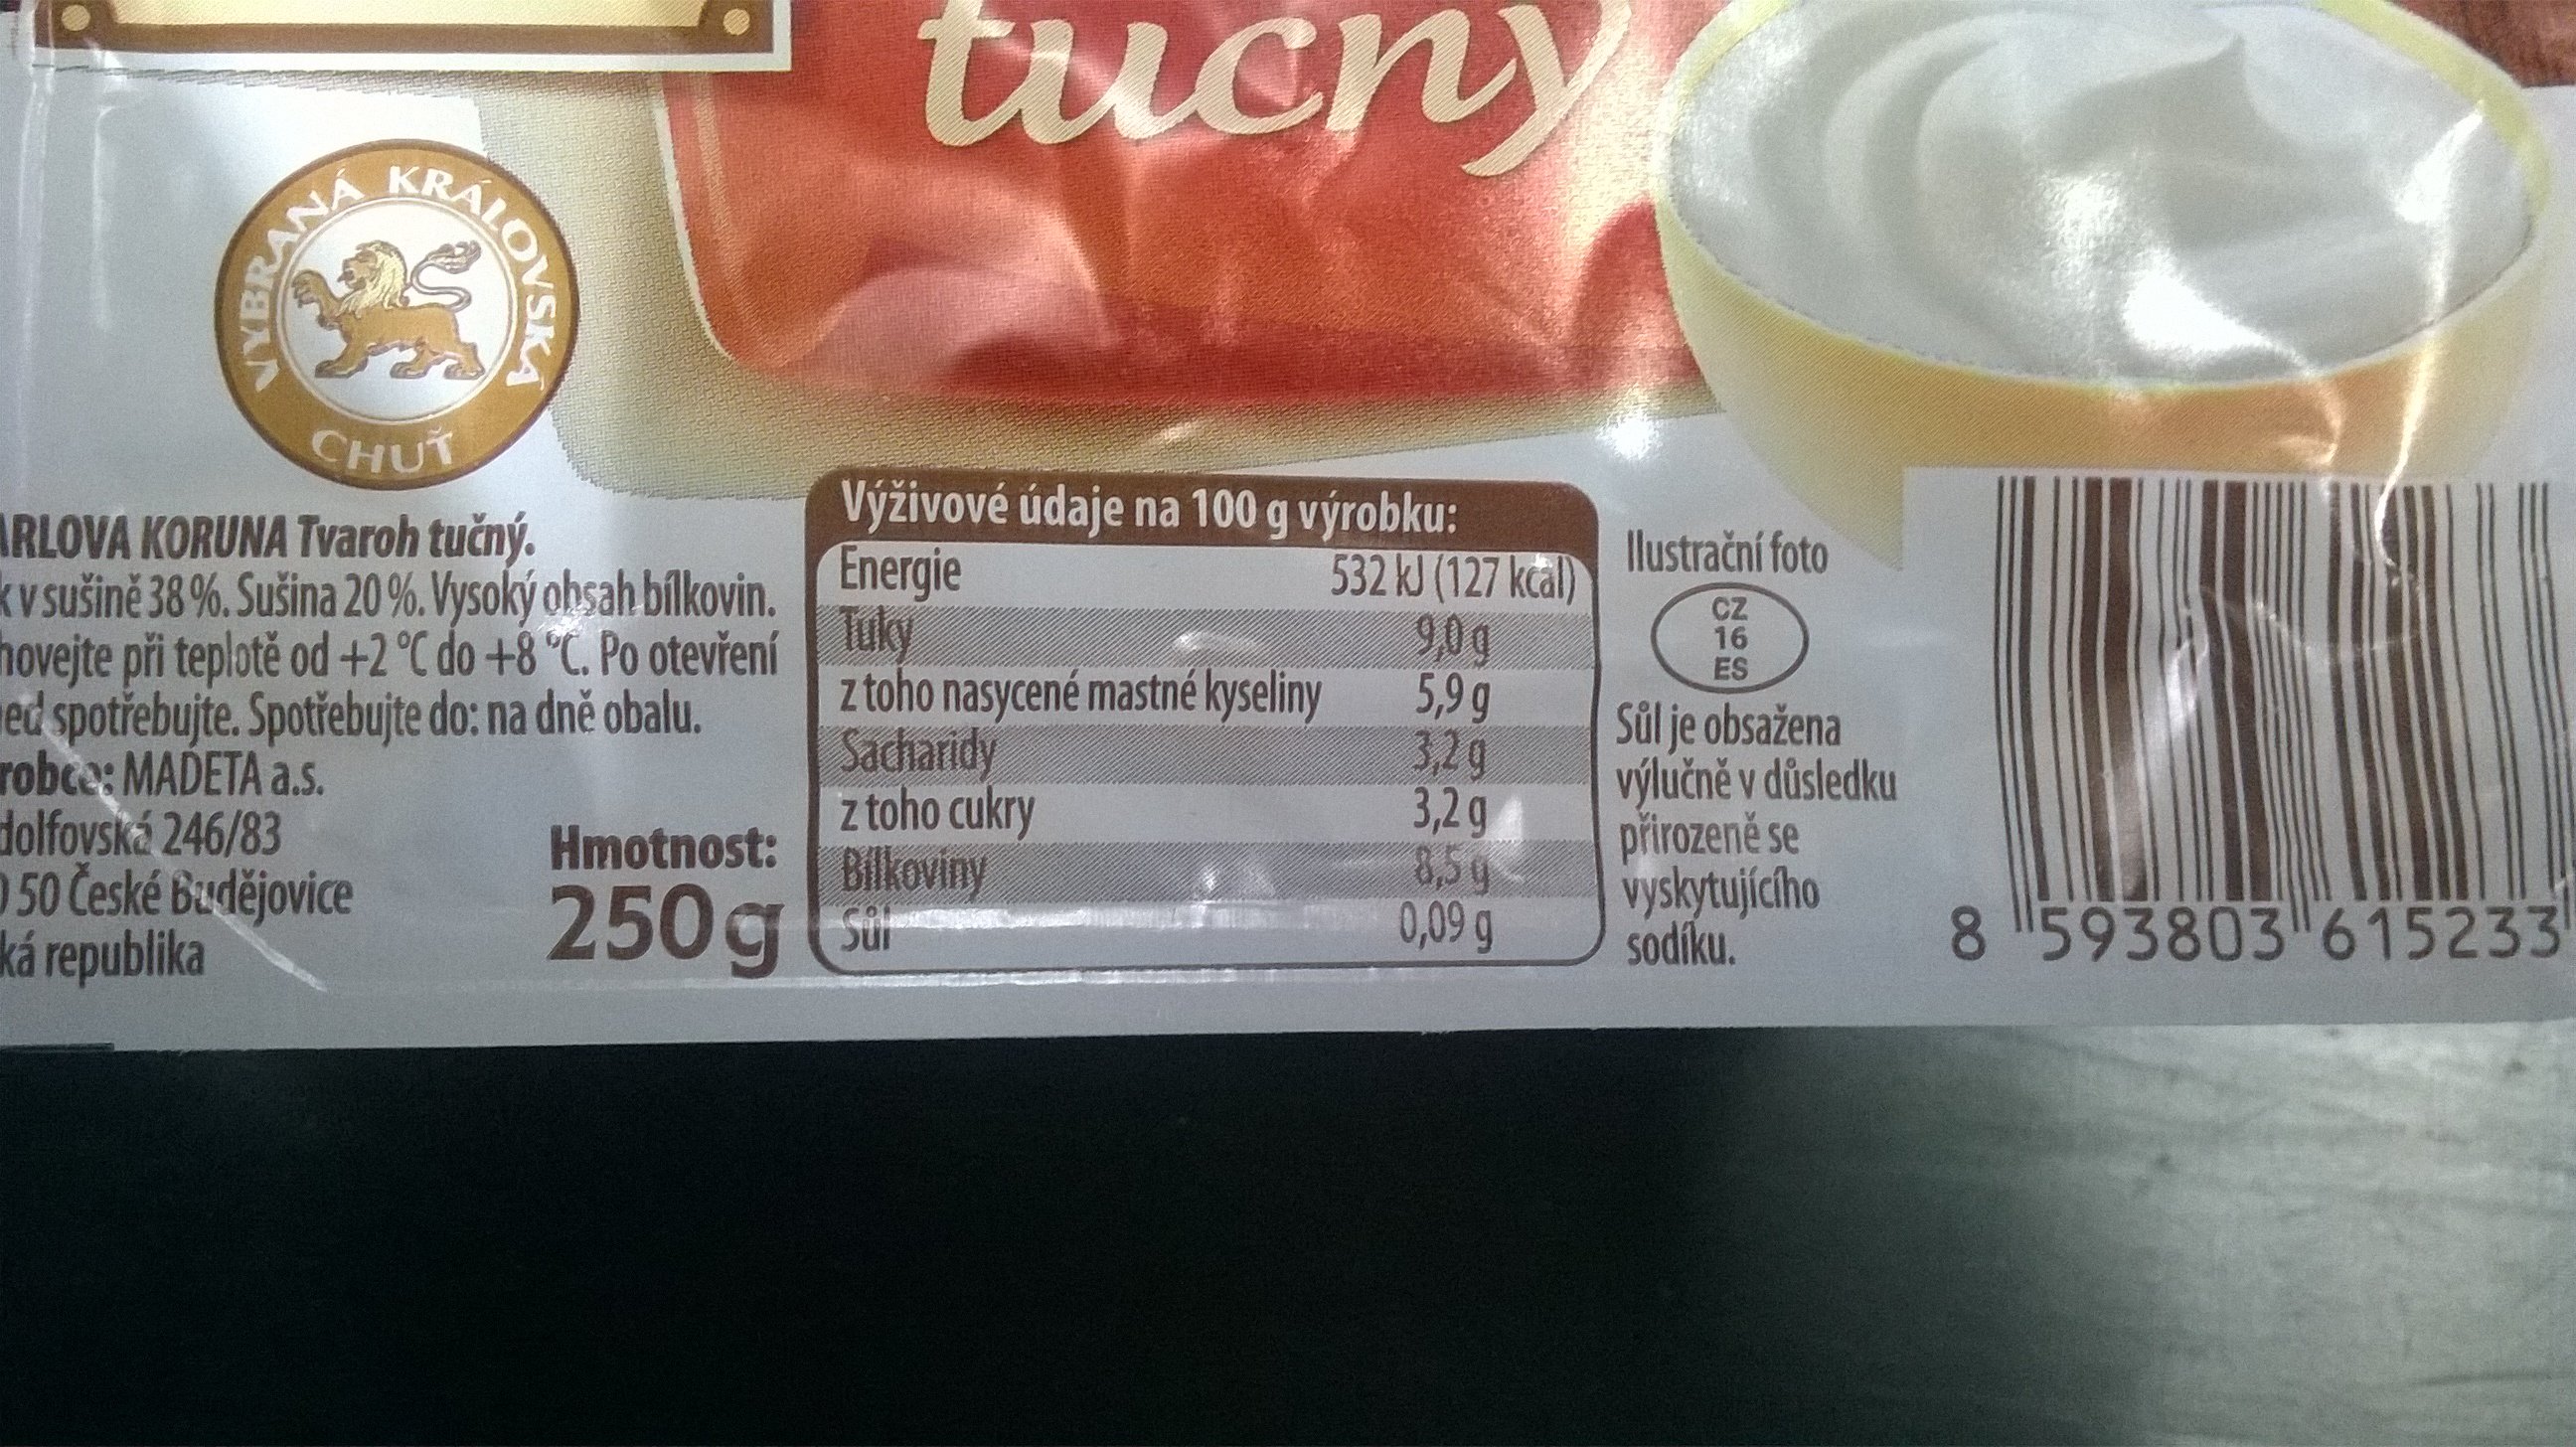 tučný
VYBRANÁ KRÁLOVSKÁ
CHUŤ
ARLOVA KORUNA Tvaroh tučný.
k v sušině 38 %. Sušina 20 %. Vysoký obsah bílkovin.
hovejte při teplotě od +2 °C do +8 °C. Po otevření
ed spotřebujte. Spotřebujte do: na dně obalu.
robce: MADETA a.s.
dolfovská 246/83
0 50 České Budějovice
ká republika
Hmotnost:
250g
Výživové údaje na 100 g výrobku:
Energie 532 kJ (127 kcal)
Tuky 9,0 g
z toho nasycené mastné kyseliny 5,9 g
Sacharidy 3,2 g
z toho cukry 3,2 g
Bílkoviny 8,5 g
Sůl 0,09 g
Ilustrační foto
CZ
16
ES
Sůl je obsažena
výlučně v důsledku
přirozeně se
vyskytujícího
sodíku.
8 593803 615233